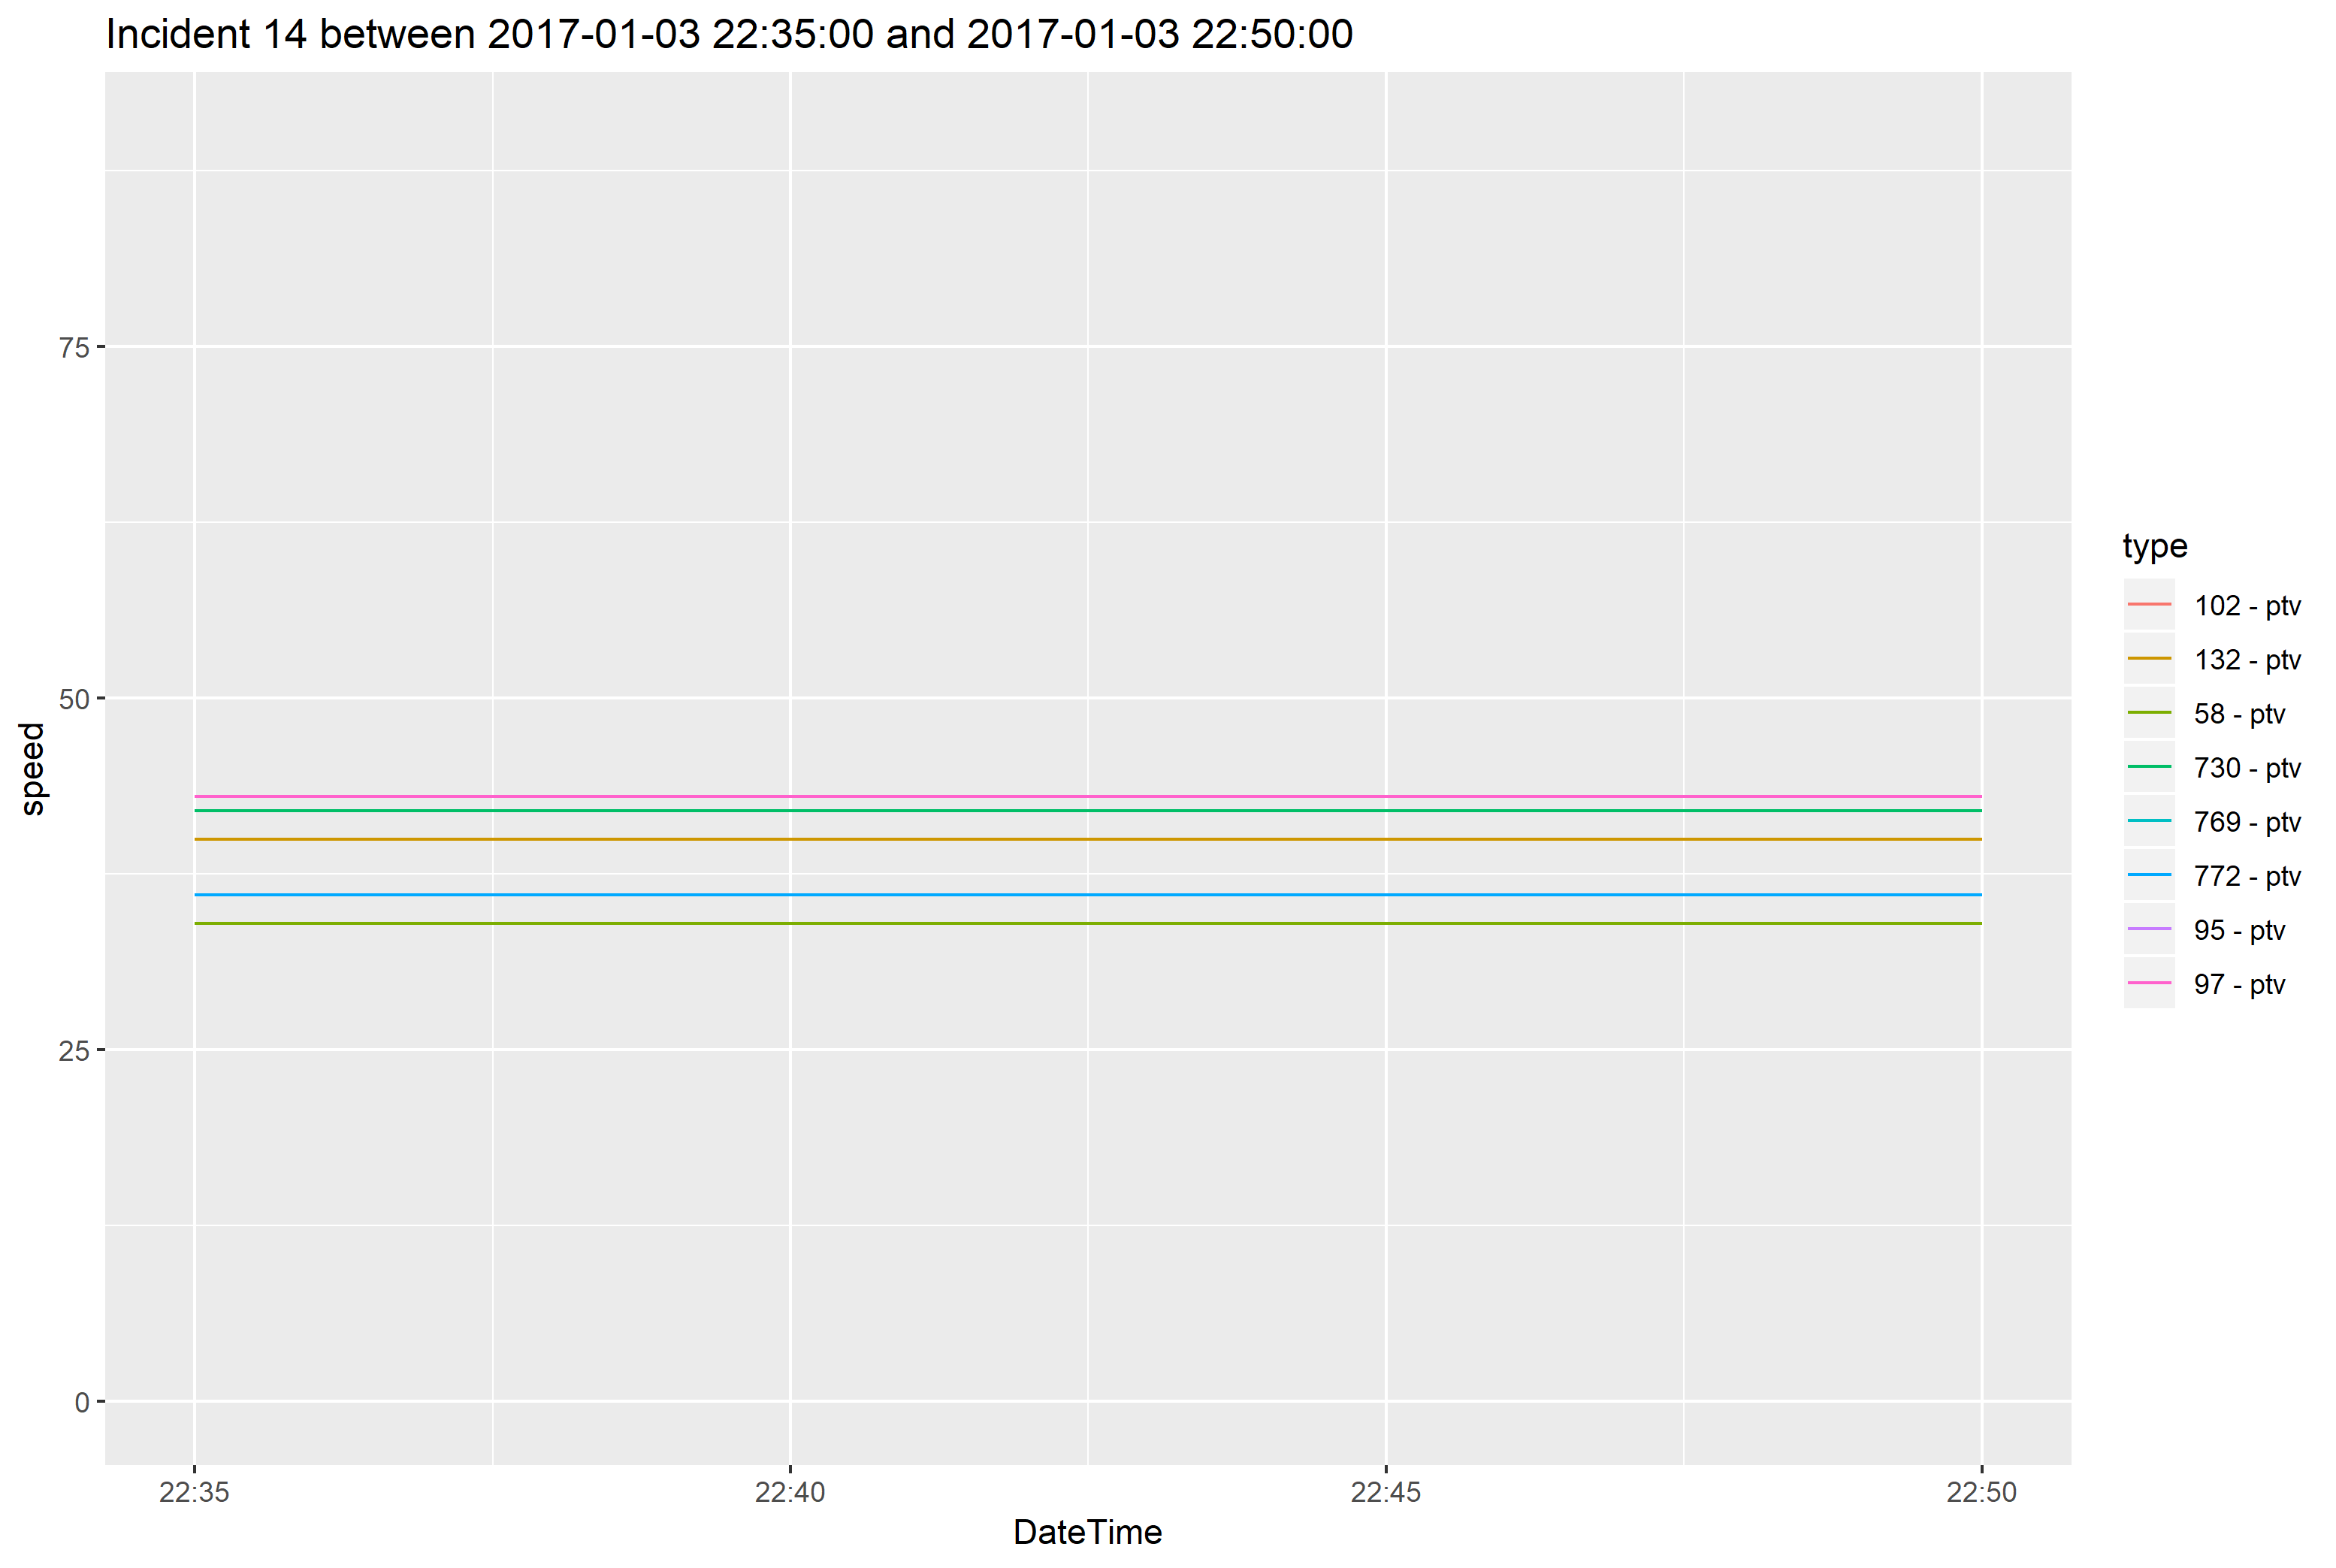 Incident 14 between 2017-01-03 22:35:00 and 2017-01-03 22:50:00
75
50
25
0
speed
22:35
22:40
22:45
22:50
DateTime
type
102 - ptv
132 - ptv
58 - ptv
730 - ptv
769 - ptv
772 - ptv
95 - ptv
97 - ptv